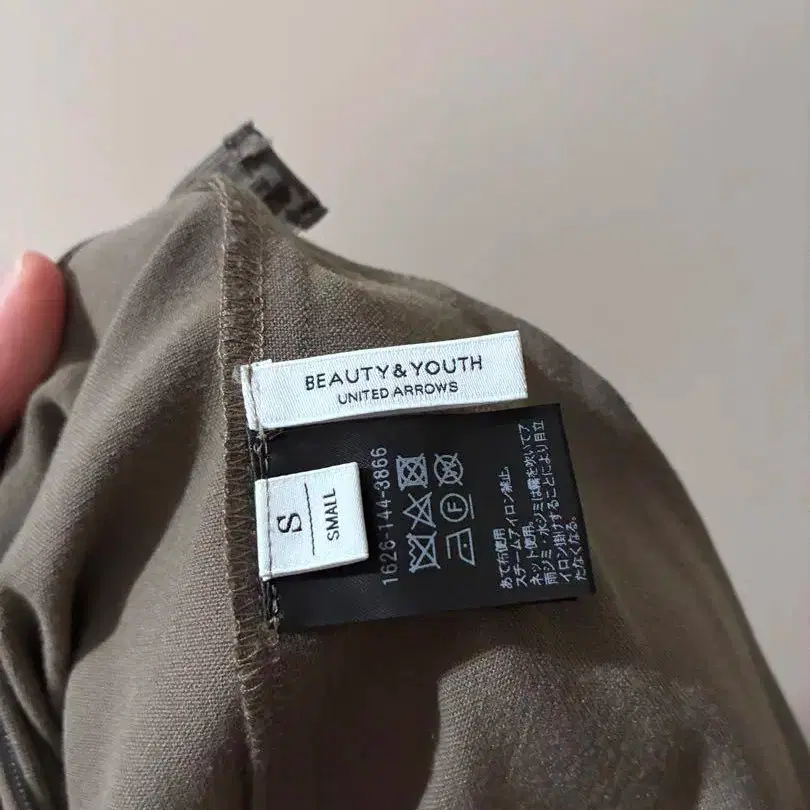 BEAUTY&YOUTH
UNITED ARROWS
S
SMALL
1626-144-3866
あて布使用
スチームアイロン禁止。
ネット使用。
雨ジミ・水ジミは霧を吹いてア
イロン掛けすることにより目立
たなくなる。